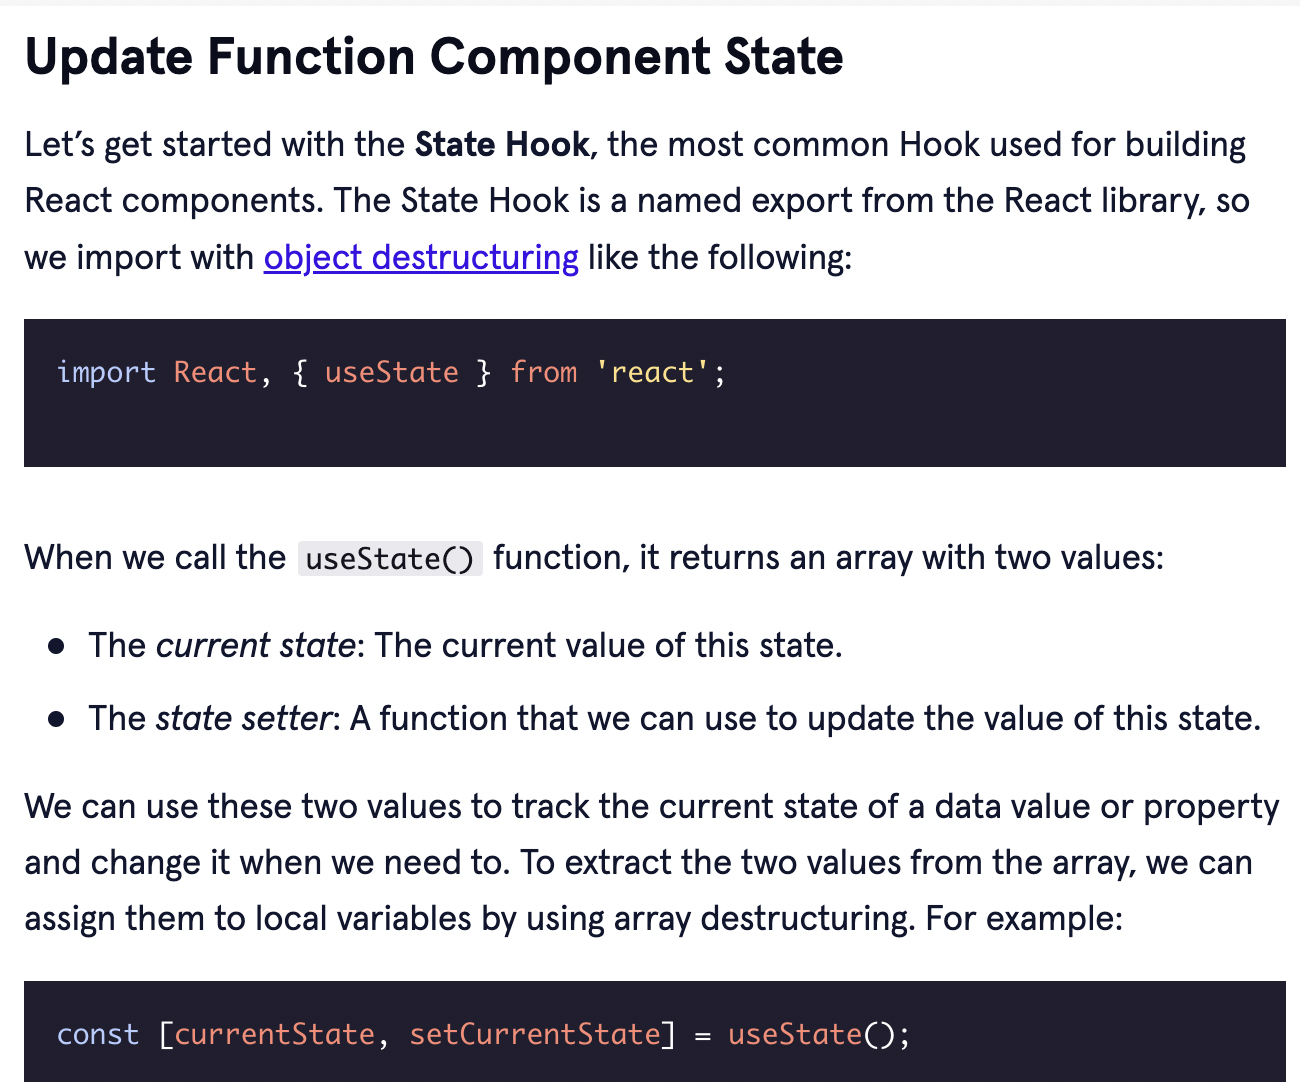 Update Function Component State
Let’s get started with the State Hook, the most common Hook used for building
React components. The State Hook is a named export from the React library, so
we import with object destructuring like the following:
import React, { useState } from 'react';
When we call the useState() function, it returns an array with two values:
● The current state: The current value of this state.
● The state setter: A function that we can use to update the value of this state.
We can use these two values to track the current state of a data value or property
and change it when we need to. To extract the two values from the array, we can
assign them to local variables by using array destructuring. For example:
const [currentState, setCurrentState] = useState();